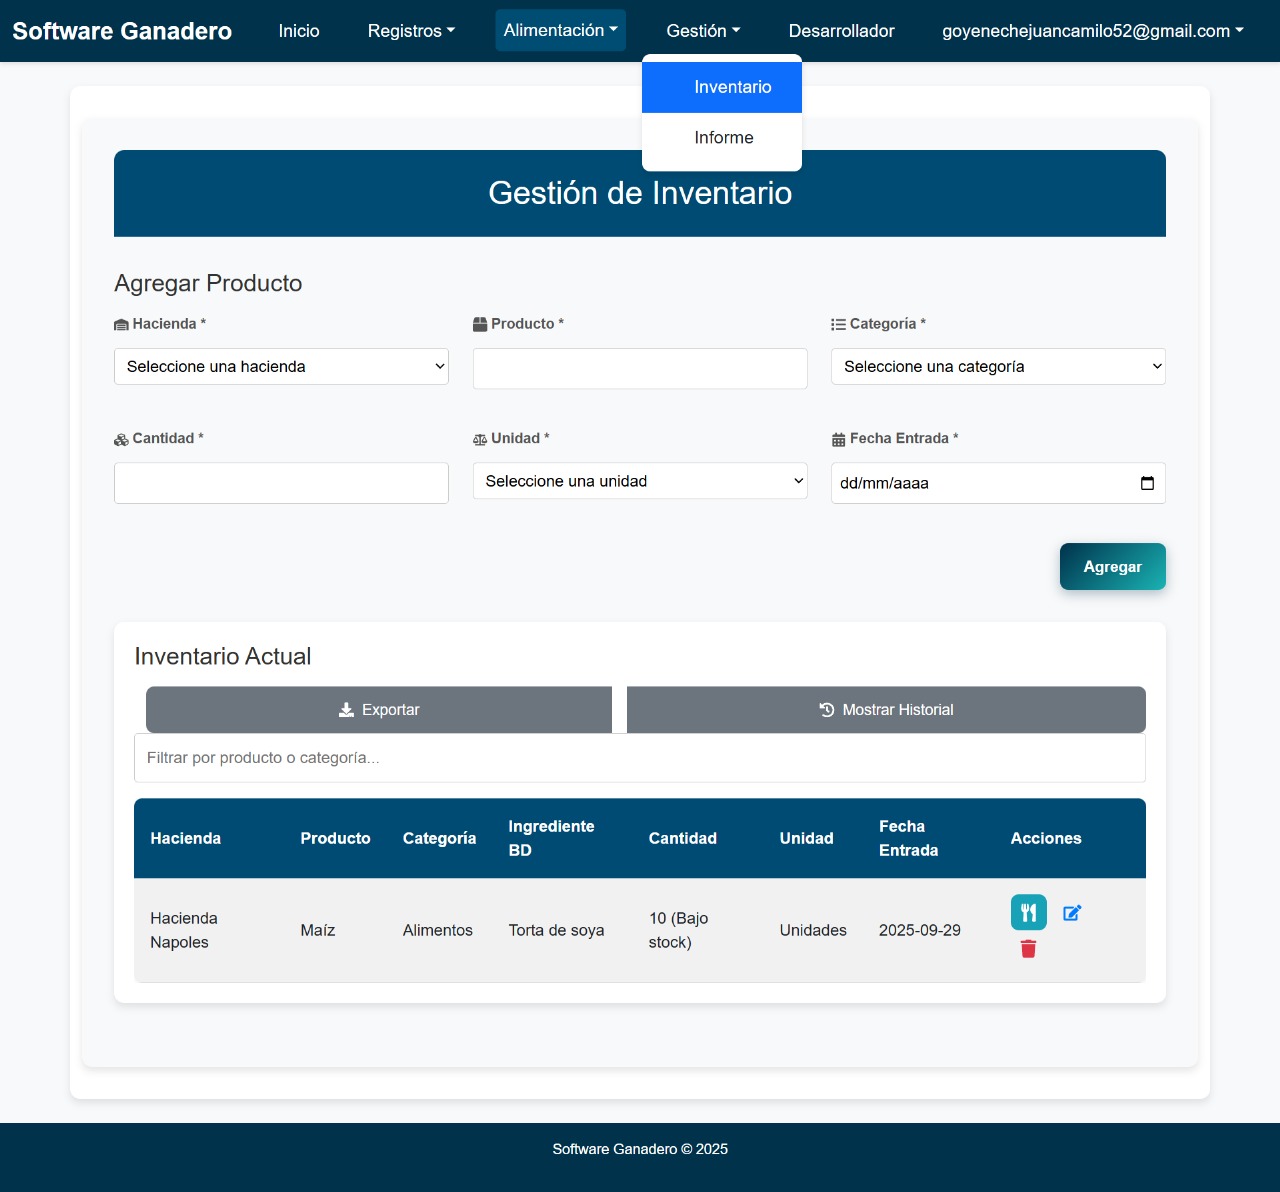 Software Ganadero
Inicio
Registros
Alimentación
Gestión
Desarrollador
goyenechejuancamilo52@gmail.com
Inventario
Informe
Gestión de Inventario
Agregar Producto
Hacienda *
Producto *
Categoría *
Seleccione una hacienda
Seleccione una categoría
Cantidad *
Unidad *
Fecha Entrada *
Seleccione una unidad
dd/mm/aaaa
Agregar
Inventario Actual
Exportar
Mostrar Historial
Filtrar por producto o categoría...
Hacienda
Producto
Categoría
Ingrediente
BD
Cantidad
Unidad
Fecha
Entrada
Acciones
Hacienda
Napoles
Maíz
Alimentos
Torta de soya
10 (Bajo
stock)
Unidades
2025-09-29
Software Ganadero © 2025